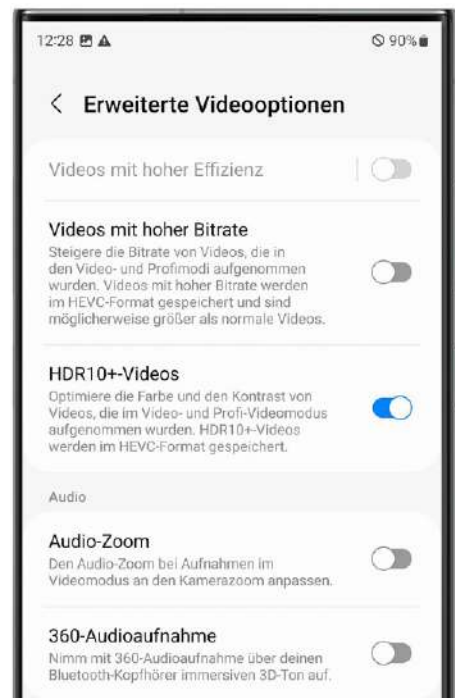 12:28 90%
Erweiterte Videooptionen
Videos mit hoher Effizienz
Videos mit hoher Bitrate
Steigere die Bitrate von Videos, die in
den Video- und Profimodi aufgenommen
wurden. Videos mit hoher Bitrate werden
im HEVC-Format gespeichert und sind
möglicherweise größer als normale Videos.
HDR10+-Videos
Optimiere die Farbe und den Kontrast von
Videos, die im Video- und Profi-Videomodus
aufgenommen wurden. HDR10+-Videos
werden im HEVC-Format gespeichert.
Audio
Audio-Zoom
Den Audio-Zoom bei Aufnahmen im
Videomodus an den Kamerazoom anpassen.
360-Audioaufnahme
Nimm mit 360-Audioaufnahme über deinen
Bluetooth-Kopfhörer immersiven 3D-Ton auf.